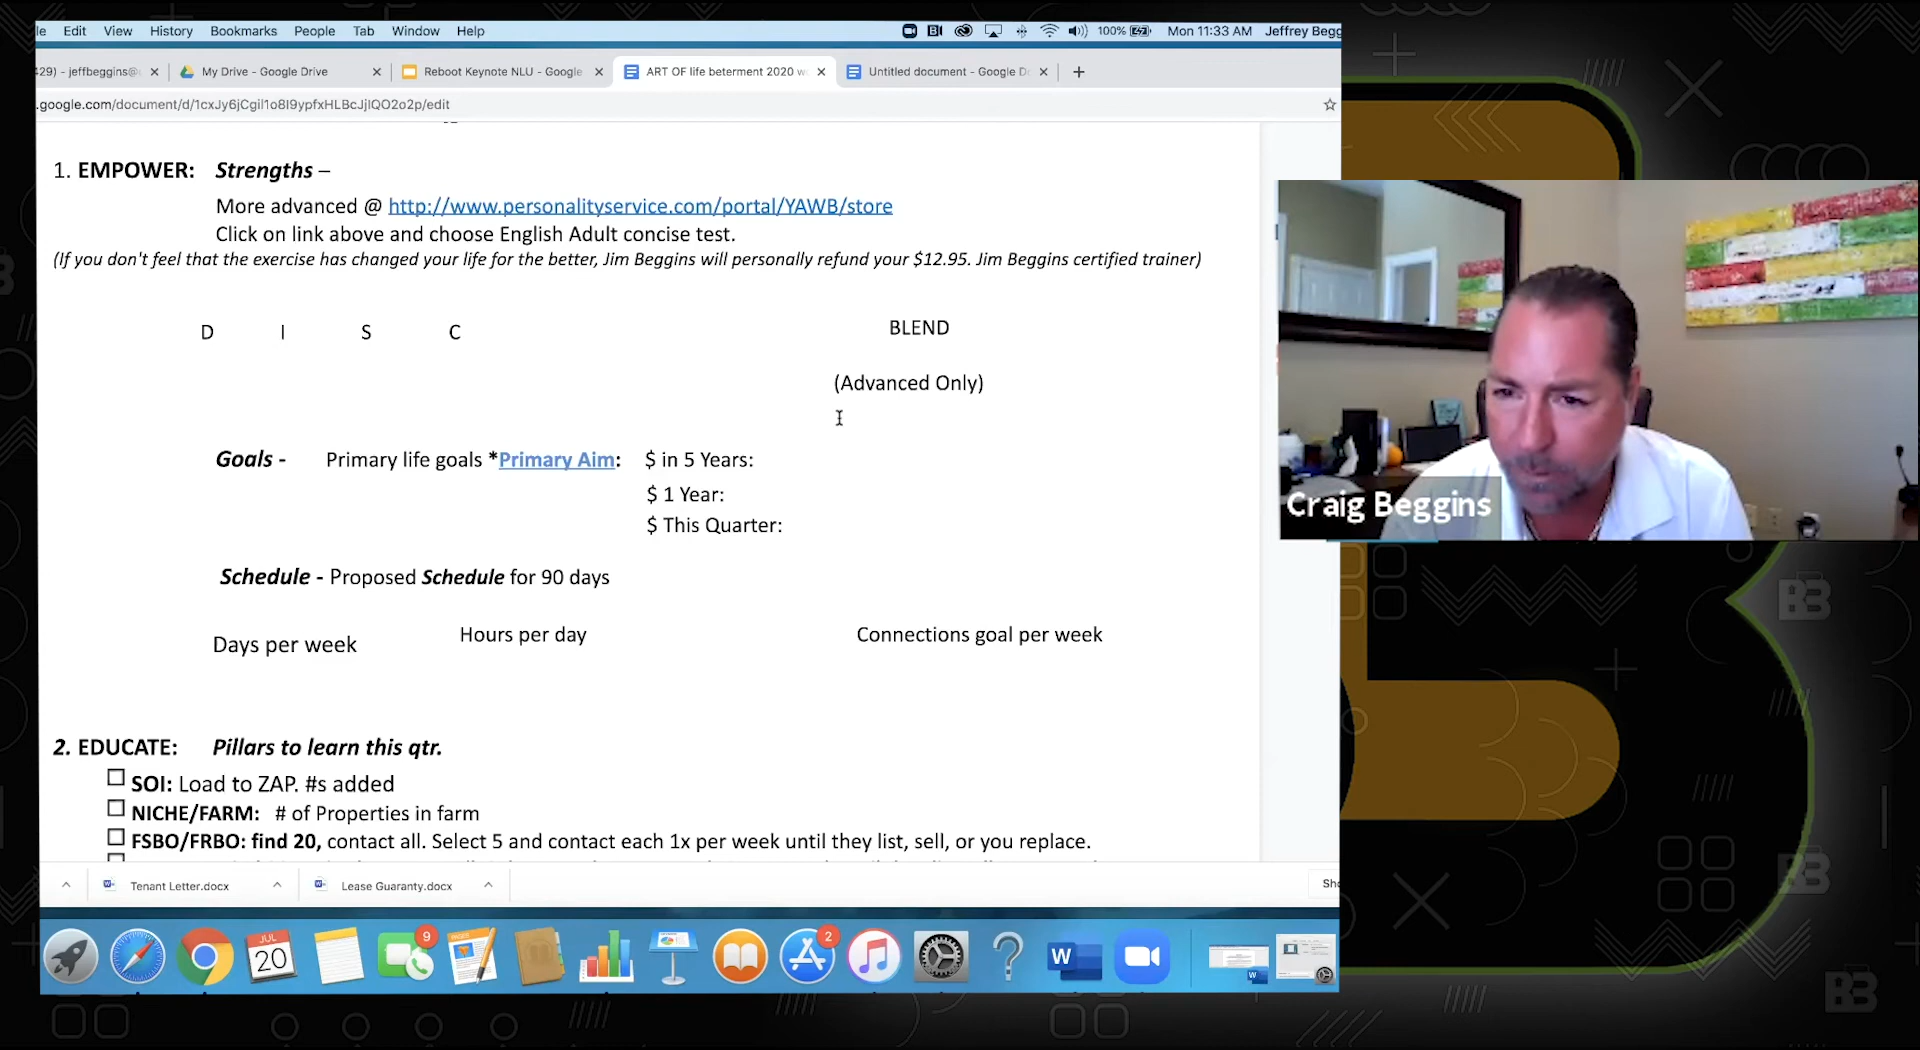 le Edit View History Bookmarks People Tab Window Help 100% Mon 11:33 AM Jeffrey Begg
429) - jeffbeggins@ My Drive - Google Drive Reboot Keynote NLU - Google ART OF life beterment 2020 w Untitled document - Google D
.google.com/document/d/1cxJy6jCgil1o8I9ypfxHLBcJjIQO2o2p/edit
1. EMPOWER: Strengths –
More advanced @ http://www.personalityservice.com/portal/YAWB/store
Click on link above and choose English Adult concise test.
(If you don't feel that the exercise has changed your life for the better, Jim Beggins will personally refund your $12.95. Jim Beggins certified trainer)
D I S C BLEND
(Advanced Only)
Goals - Primary life goals *Primary Aim: $ in 5 Years:
$ 1 Year:
$ This Quarter:
Craig Beggins
Schedule - Proposed Schedule for 90 days
Days per week Hours per day Connections goal per week
2. EDUCATE: Pillars to learn this qtr.
SOI: Load to ZAP. #s added
NICHE/FARM: # of Properties in farm
FSBO/FRBO: find 20, contact all. Select 5 and contact each 1x per week until they list, sell, or you replace.
Tenant Letter.docx Lease Guaranty.docx Sho
JUL
20
9
PAGES
2
W